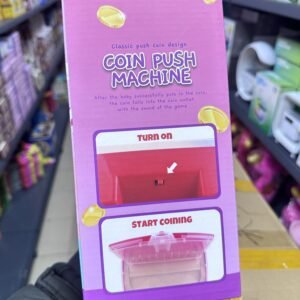 Classic push coin design
COIN PUSH
MACHINE
After the baby successfully puts in the coin,
the coin falls into the coin outlet
with the sound of the game
TURN ON
START COINING